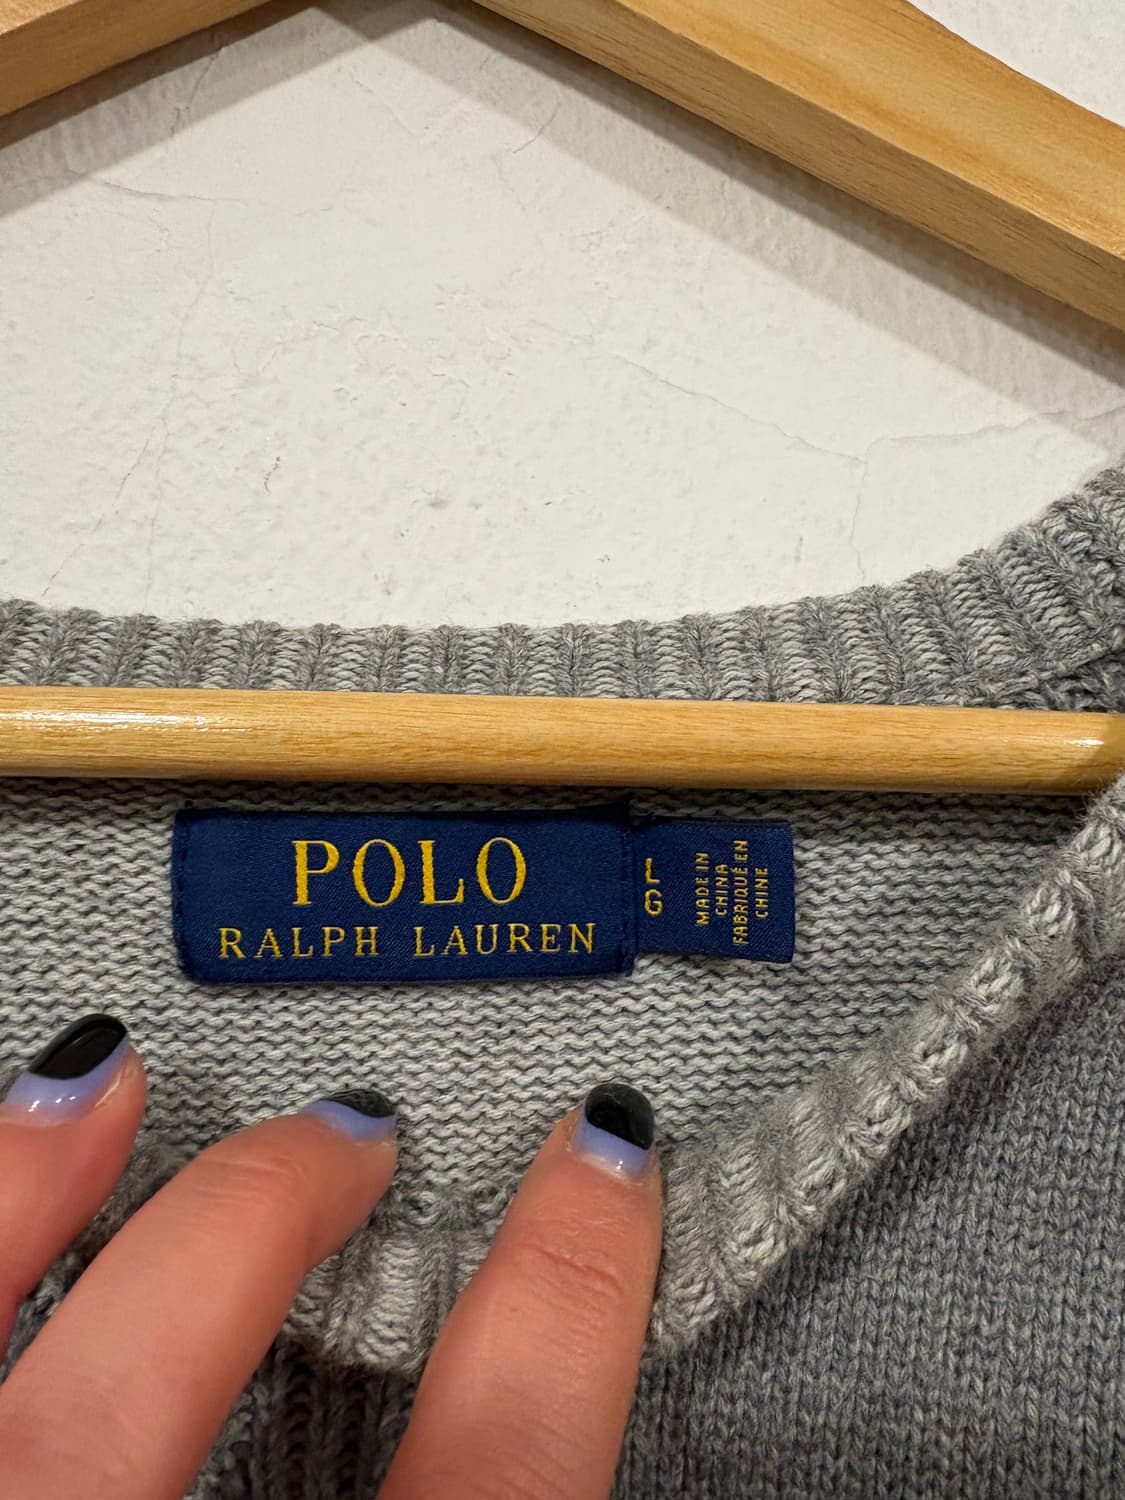 POLO
RALPH LAUREN
L
G
MADE IN
CHINA
FABRIQUÉ EN
CHINE